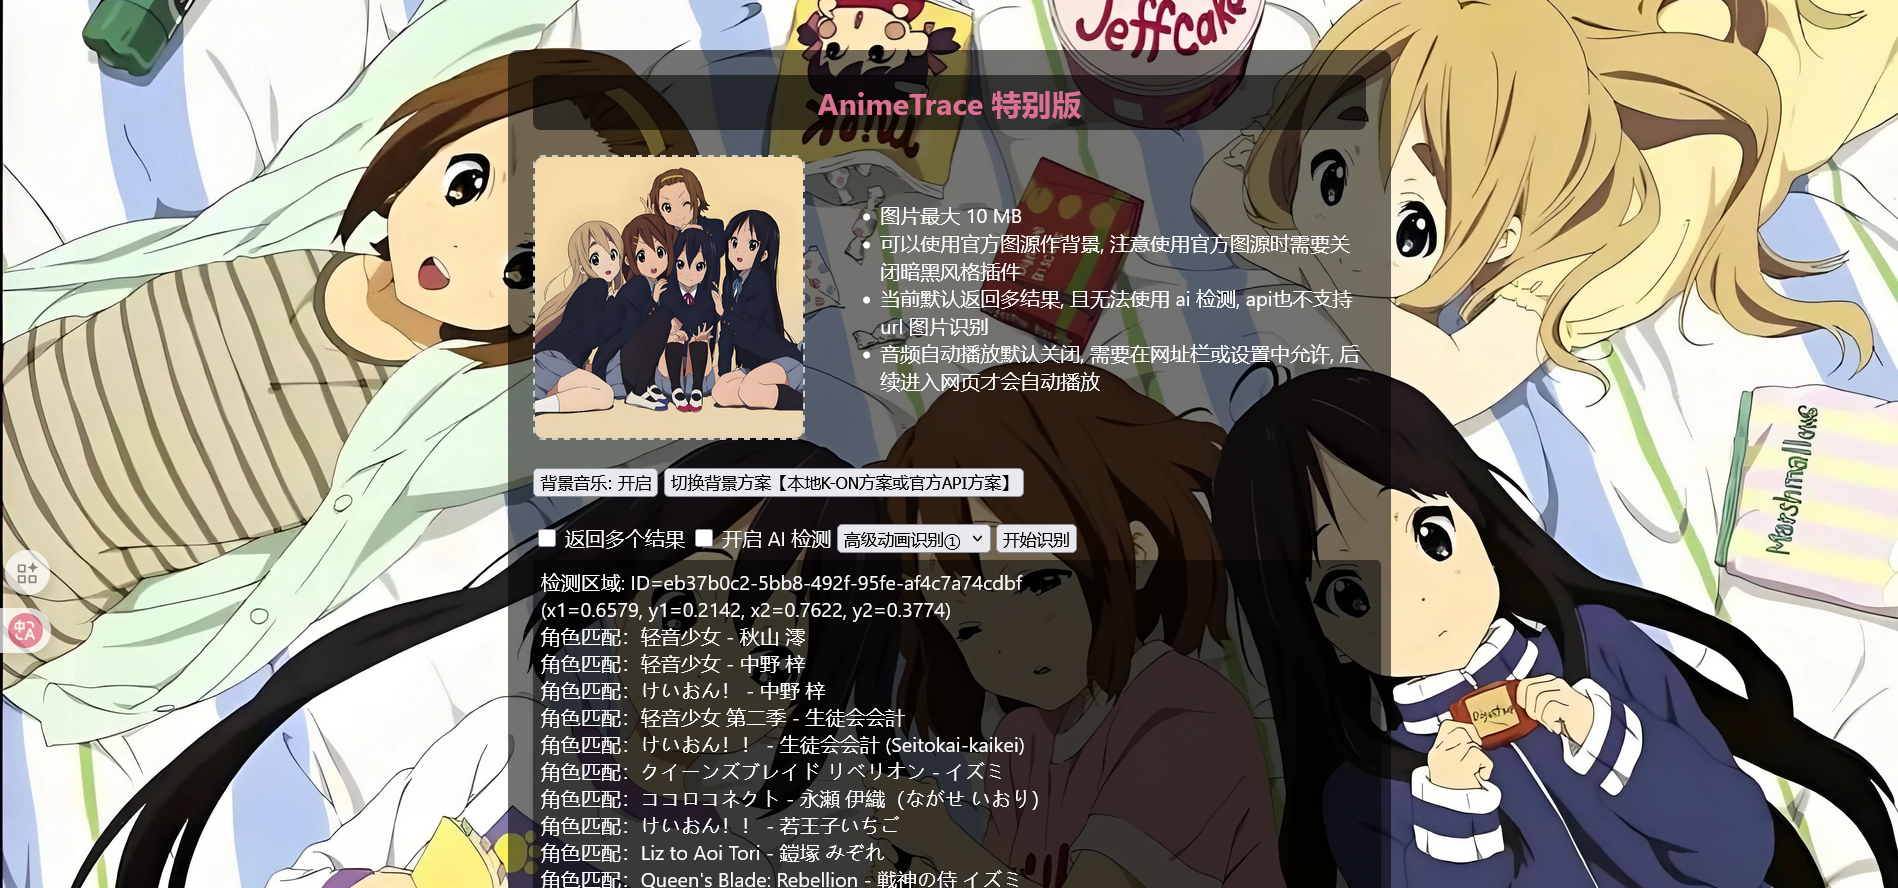 Jeffcake
AnimeTrace 特别版
图片最大 10 MB
可以使用官方图源作背景, 注意使用官方图源时需要关
闭暗黑风格插件
当前默认返回多结果, 且无法使用 ai 检测, api也不支持
url 图片识别
音频自动播放默认关闭, 需要在网址栏或设置中允许, 后
续进入网页才会自动播放
背景音乐: 开启 切换背景方案【本地K-ON方案或官方API方案】
返回多个结果 开启 AI 检测 高级动画识别① 开始识别
Marshmallows
检测区域: ID=eb37b0c2-5bb8-492f-95fe-af4c7a74cdbf
(x1=0.6579, y1=0.2142, x2=0.7622, y2=0.3774)
角色匹配：轻音少女 - 秋山 澪
角色匹配：轻音少女 - 中野 梓
角色匹配：けいおん！ - 中野 梓
角色匹配：轻音少女 第二季 - 生徒会会計
角色匹配：けいおん！！ - 生徒会会計 (Seitokai-kaikei)
角色匹配：クイーンズブレイド リベリオン - イズミ
角色匹配：ココロコネクト - 永瀬 伊織（ながせ いおり）
角色匹配：けいおん！！ - 若王子いちご
角色匹配：Liz to Aoi Tori - 鎧塚 みぞれ
角色匹配：Queen's Blade: Rebellion - 戦神の侍 イズミ